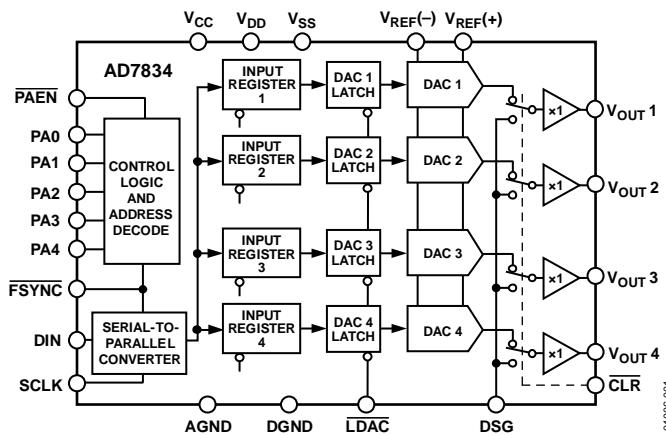 VCC VDD VSS VREF(–) VREF(+)
AD7834
PAEN
PA0
PA1
PA2
PA3
PA4
FSYNC
DIN
SCLK
CONTROL
LOGIC
AND
ADDRESS
DECODE
SERIAL-TO-
PARALLEL
CONVERTER
INPUT
REGISTER
1
DAC 1
LATCH
DAC 1
×1
VOUT 1
INPUT
REGISTER
2
DAC 2
LATCH
DAC 2
×1
VOUT 2
INPUT
REGISTER
3
DAC 3
LATCH
DAC 3
×1
VOUT 3
INPUT
REGISTER
4
DAC 4
LATCH
DAC 4
×1
VOUT 4
CLR
AGND DGND LDAC DSG